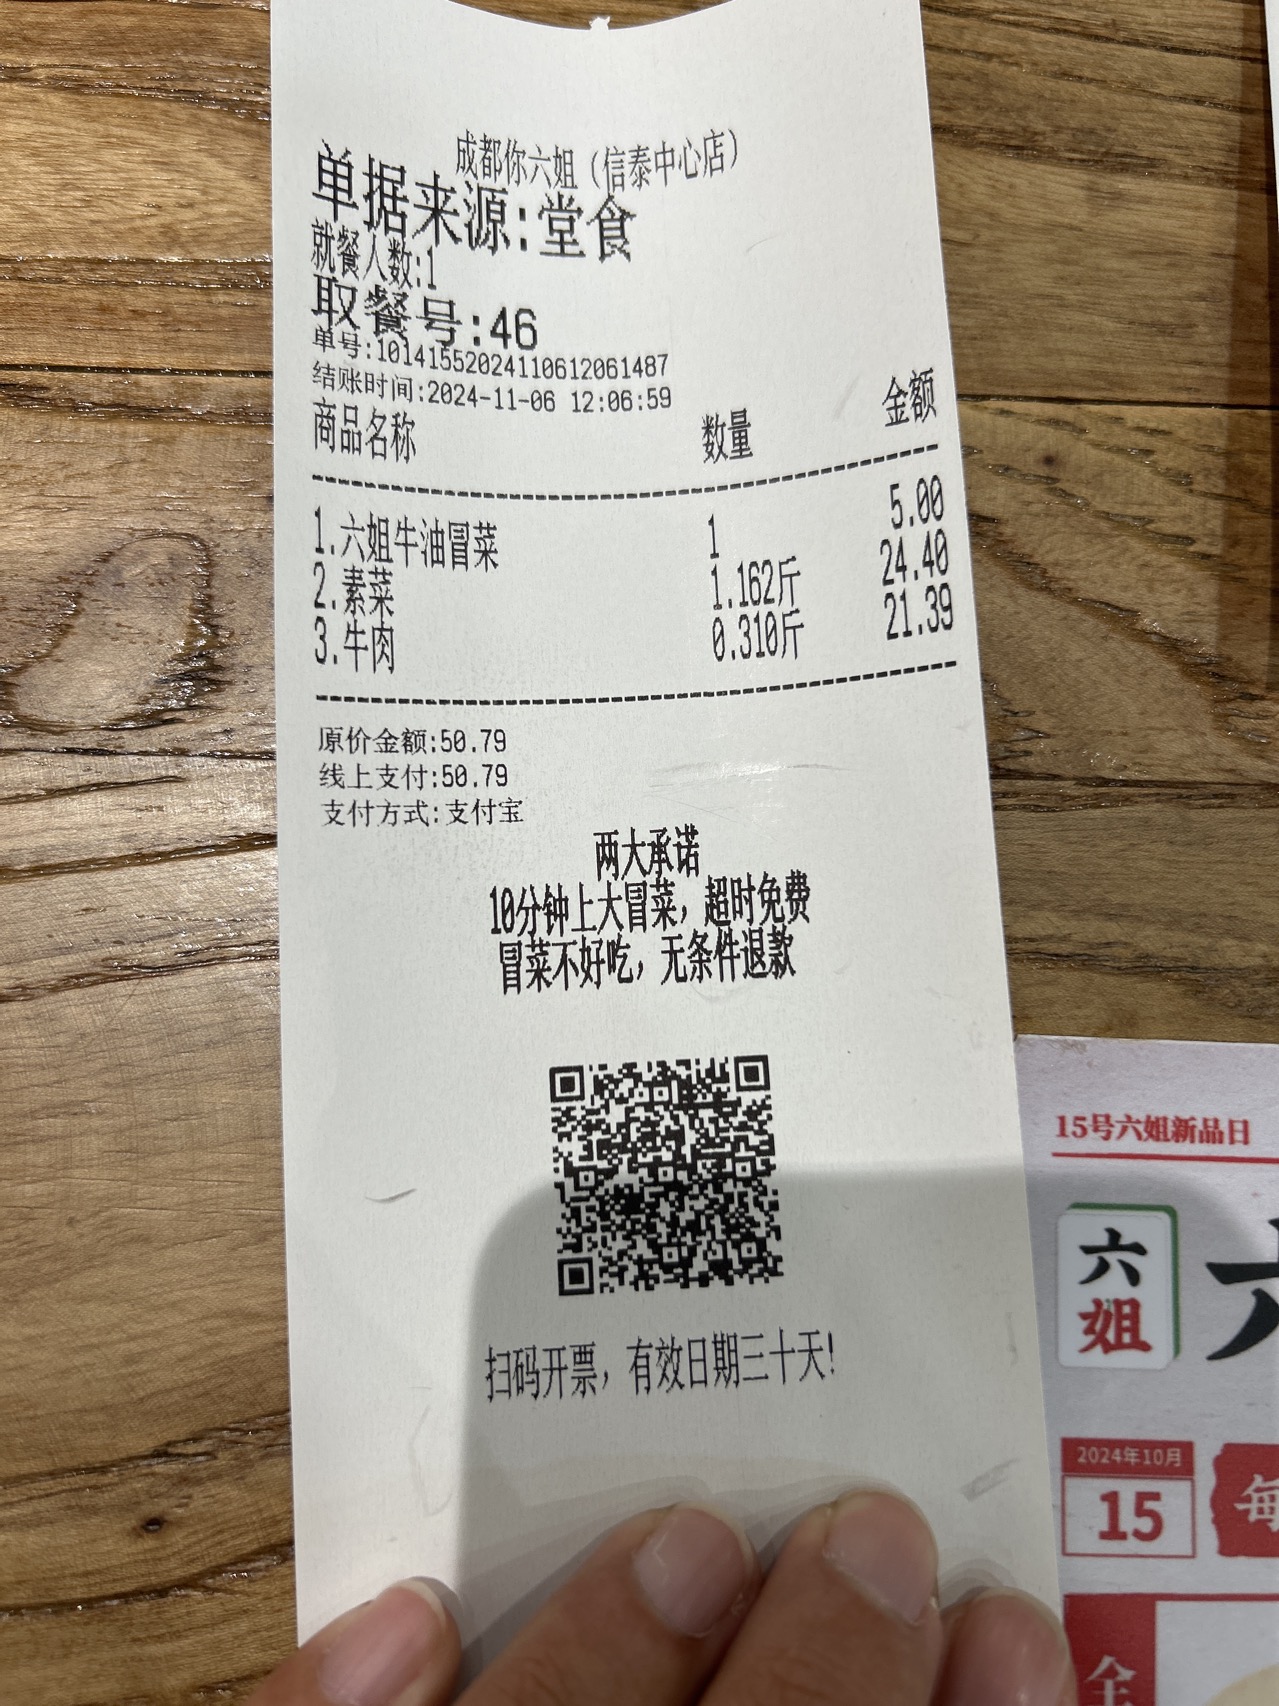 成都你六姐（信泰中心店）
单据来源:堂食
就餐人数:1
取餐号:46
单号:10141552024110612061487
结账时间:2024-11-06 12:06:59
商品名称 数量 金额
1.六姐牛油冒菜 1 5.00
2.素菜 1.162斤 24.40
3.牛肉 0.310斤 21.39
原价金额:50.79
线上支付:50.79
支付方式:支付宝
两大承诺
10分钟上大冒菜，超时免费
冒菜不好吃，无条件退款
扫码开票，有效日期三十天!
15号六姐新品日
六姐
2024年10月
15
每
全